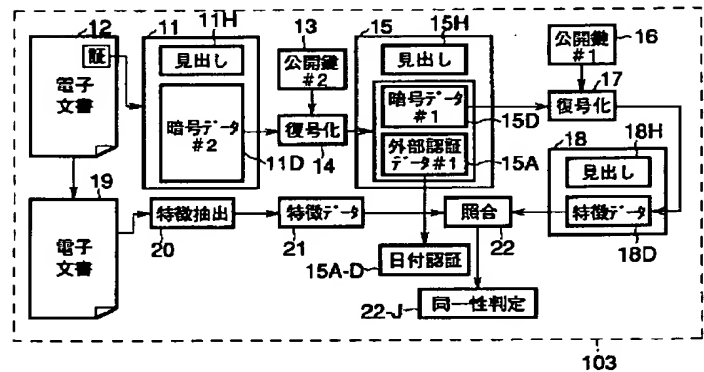 12
証
電子
文書
11
11H
見出し
暗号データ
#2
11D
13
公開鍵
#2
復号化
14
15
15H
見出し
暗号データ
#1
15D
外部認証
データ#1
15A
公開鍵
#1
16
17
復号化
18
18H
見出し
特徴データ
18D
19
電子
文書
特徴抽出
20
特徴データ
21
照合
22
日付認証
15A-D
同一性判定
22-J
103